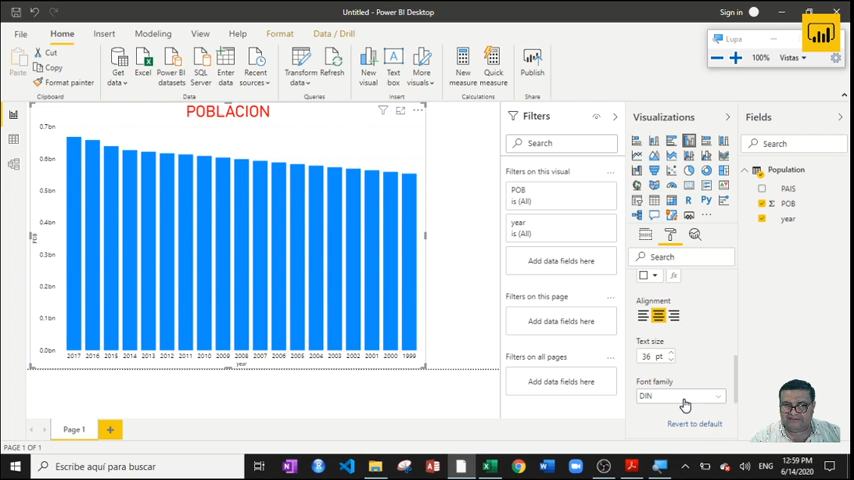 Untitled - Power BI Desktop
Sign in
File
Home
Insert
Modeling
View
Help
Format
Data / Drill
Lupa
100%
Vistas
Paste
Cut
Copy
Format painter
Get data
Excel
Power BI datasets
SQL Server
Enter data
Recent sources
Transform data
Refresh
New visual
Text box
More visuals
New measure
Quick measure
Publish
Clipboard
Data
Queries
Insert
Calculations
Share
POBLACION
0.7bn
0.6bn
0.5bn
0.4bn
0.3bn
0.2bn
0.1bn
0.0bn
POB
2017 2016 2015 2014 2013 2012 2011 2010 2009 2008 2007 2006 2005 2004 2003 2002 2001 2000 1999
year
Filters
Search
Filters on this visual
POB
is (All)
year
is (All)
Add data fields here
Filters on this page
Add data fields here
Filters on all pages
Add data fields here
Visualizations
Search
fx
Alignment
Text size
36 pt
Font family
DIN
Revert to default
Fields
Search
Population
PAIS
Σ POB
year
Page 1
PAGE 1 OF 1
Escribe aquí para buscar
ENG
12:59 PM
6/14/2020